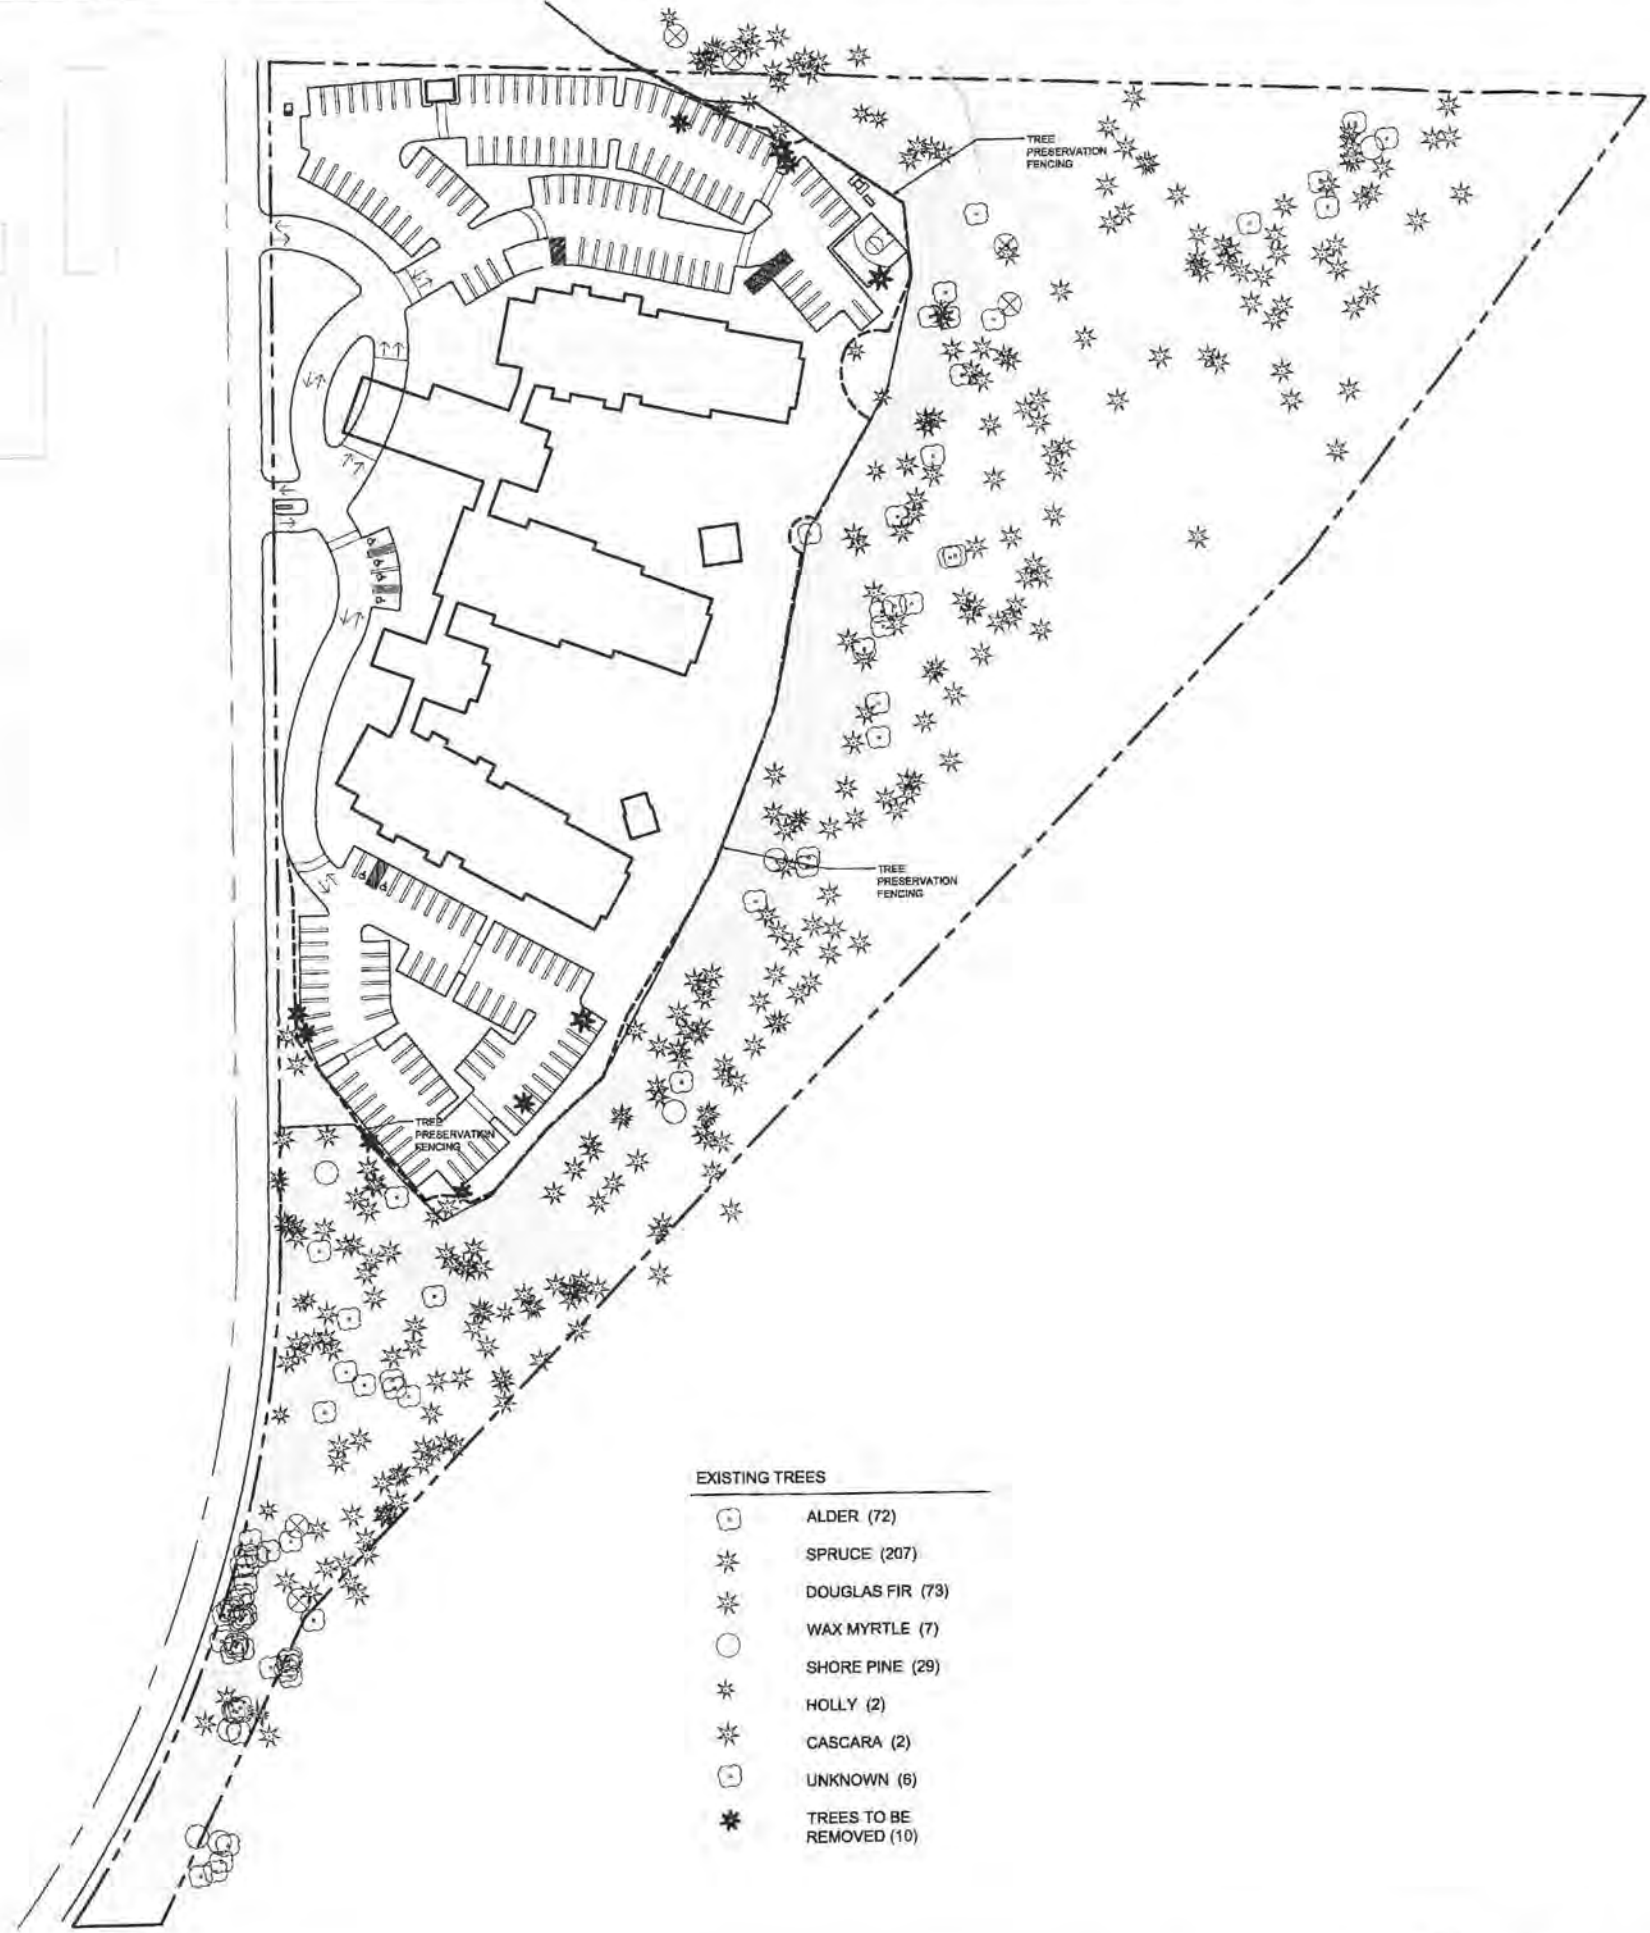 TREE
PRESERVATION
FENCING
TREE
PRESERVATION
FENCING
TREE
PRESERVATION
FENCING
EXISTING TREES
ALDER (72)
SPRUCE (207)
DOUGLAS FIR (73)
WAX MYRTLE (7)
SHORE PINE (29)
HOLLY (2)
CASCARA (2)
UNKNOWN (6)
TREES TO BE
REMOVED (10)